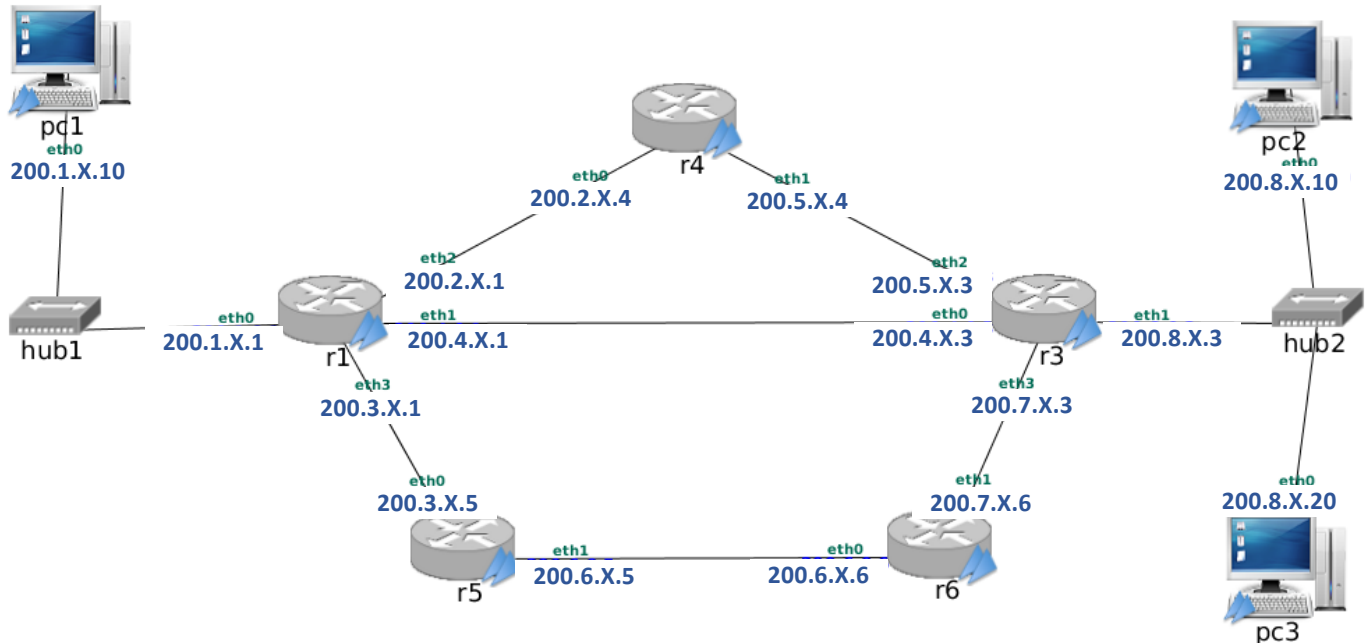 pc1
eth0
200.1.X.10
pc2
eth0
200.8.X.10
r4
eth0
200.2.X.4
eth1
200.5.X.4
eth2
200.2.X.1
eth2
200.5.X.3
hub1
eth0
200.1.X.1
r1
eth1
200.4.X.1
eth0
200.4.X.3
r3
eth1
200.8.X.3
hub2
eth3
200.3.X.1
eth3
200.7.X.3
eth0
200.3.X.5
eth1
200.7.X.6
eth0
200.8.X.20
r5
eth1
200.6.X.5
eth0
200.6.X.6
r6
pc3